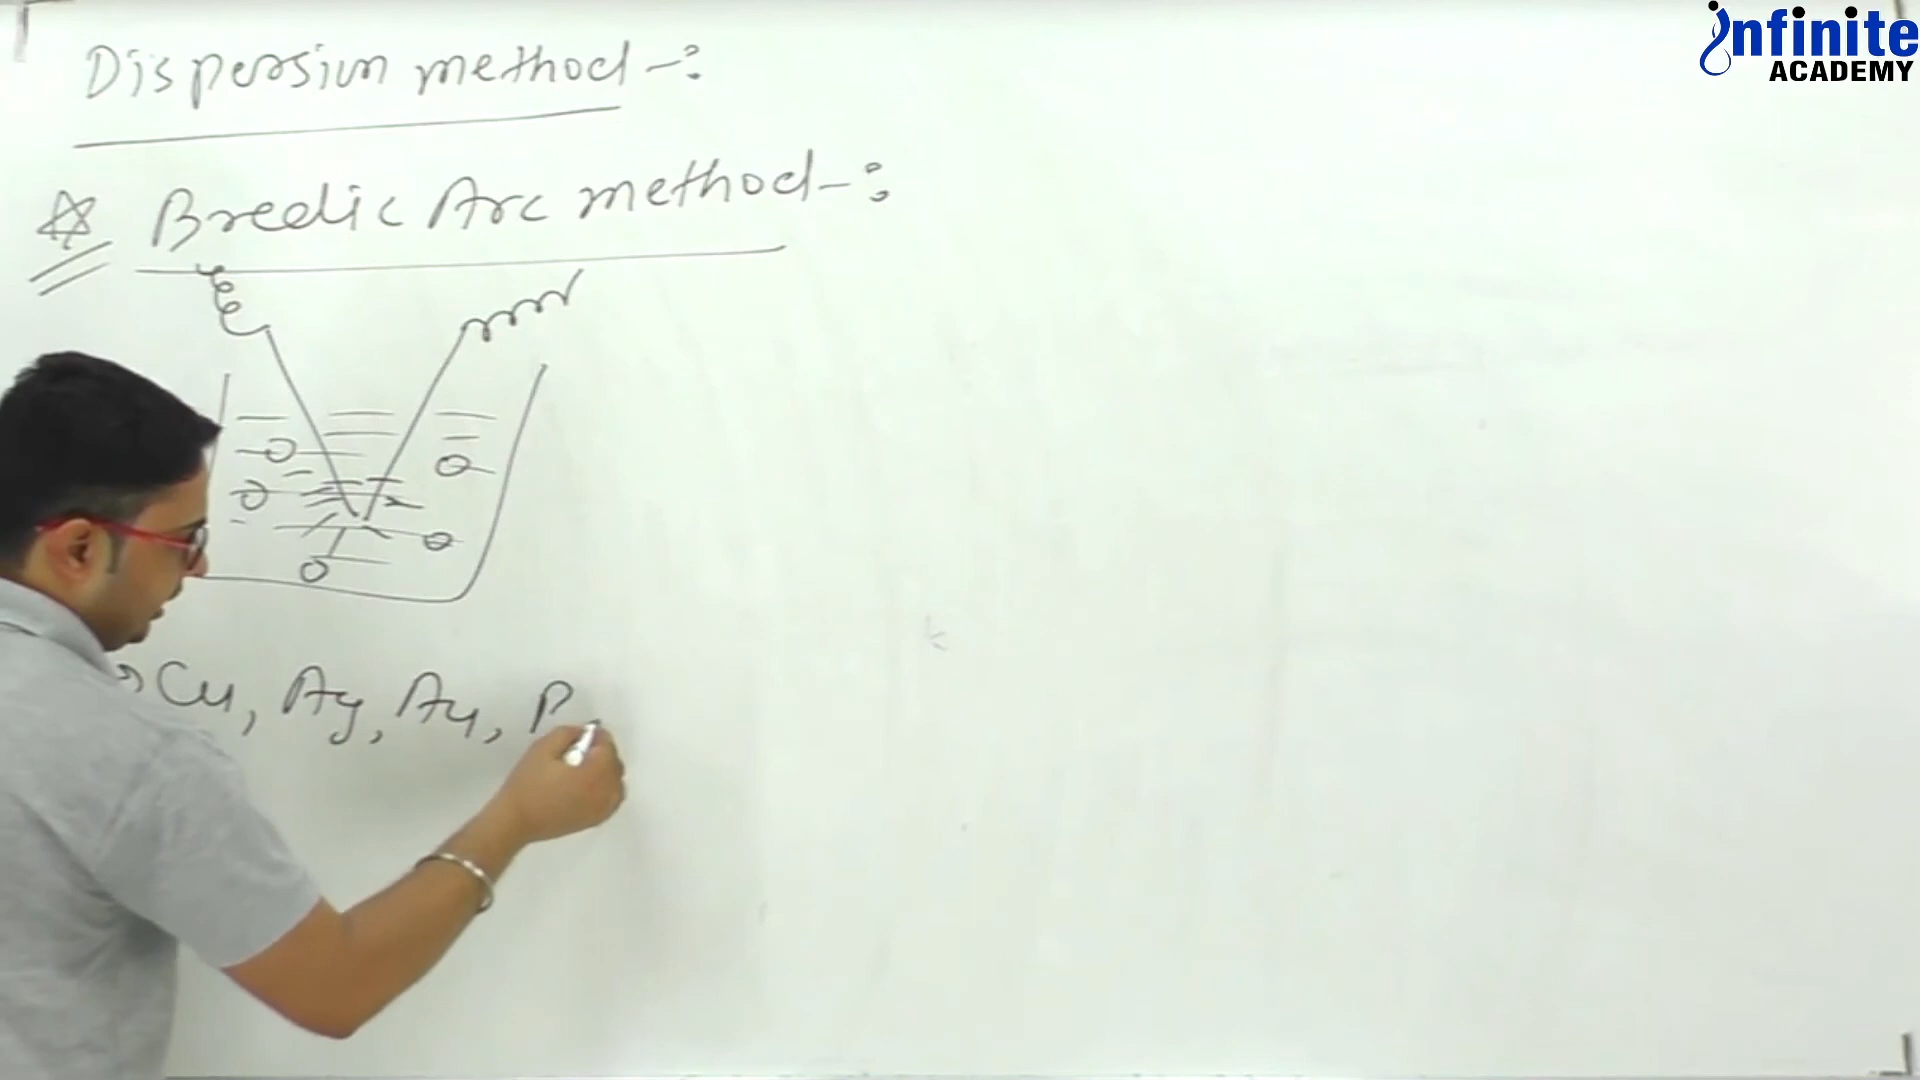 infinite
ACADEMY
Dispersion method -:
Bredic Arc method -:
Cu, Ag, Au, P